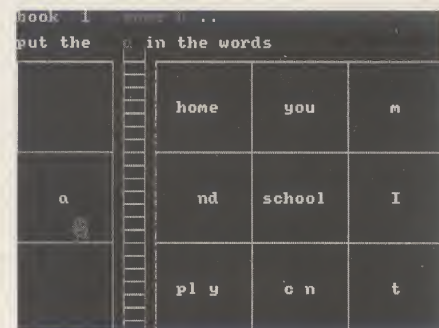 book 1
put the a in the words
home you m
a nd school I
pl y c n t